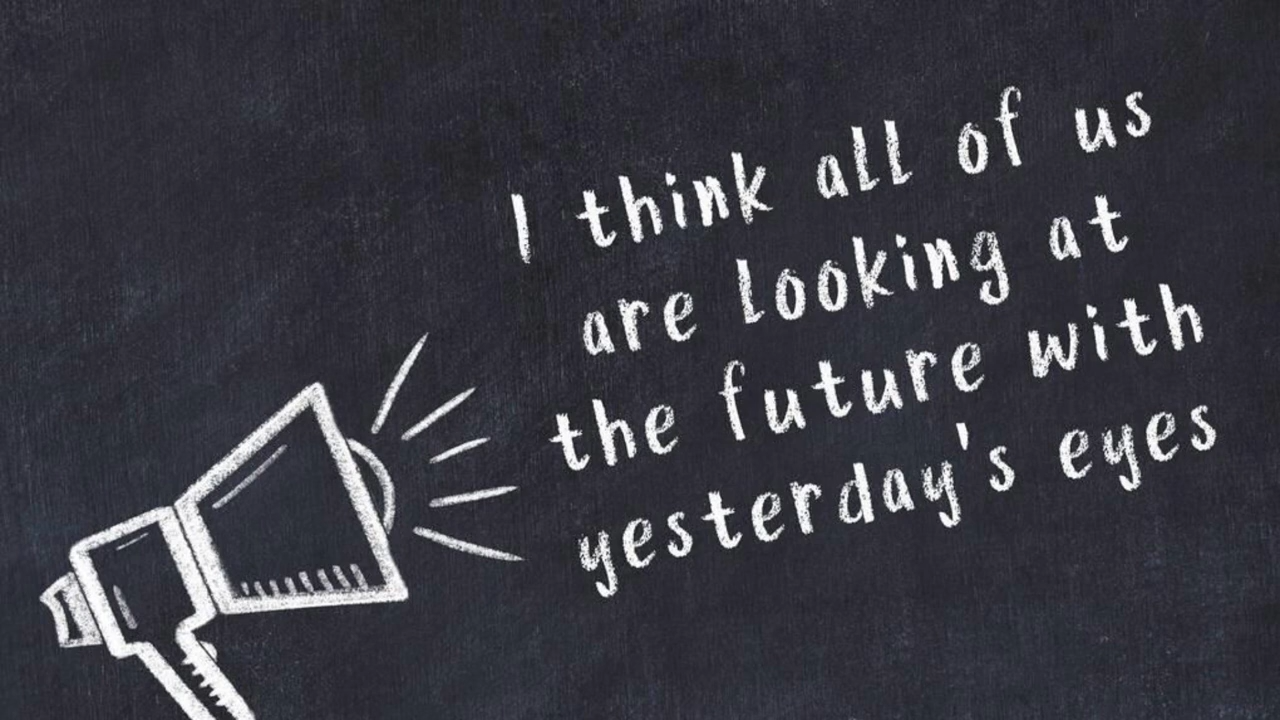 I think all of us
are looking at
the future with
yesterday's eyes